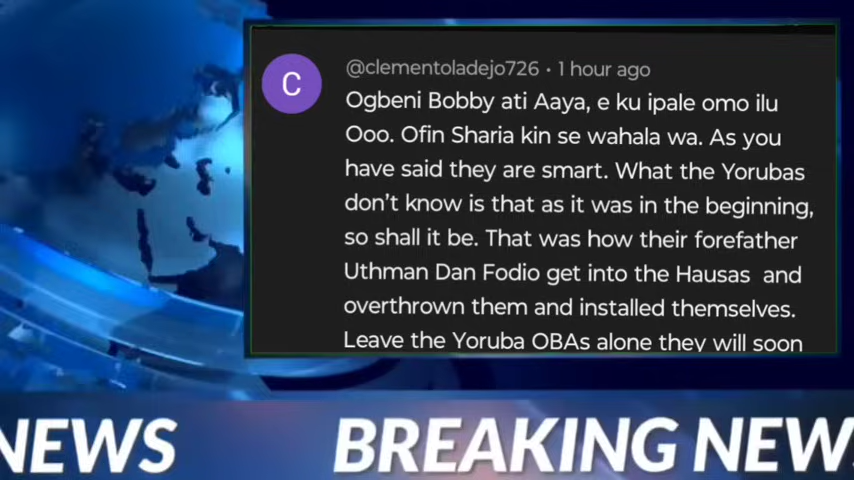 @clementoladejo726 • 1 hour ago
C
Ogbeni Bobby ati Aaya, e ku ipale omo ilu
Ooo. Ofin Sharia kin se wahala wa. As you
have said they are smart. What the Yorubas
don't know is that as it was in the beginning,
so shall it be. That was how their forefather
Uthman Dan Fodio get into the Hausas and
overthrown them and installed themselves.
Leave the Yoruba OBAs alone they will soon
NEWS BREAKING NEW